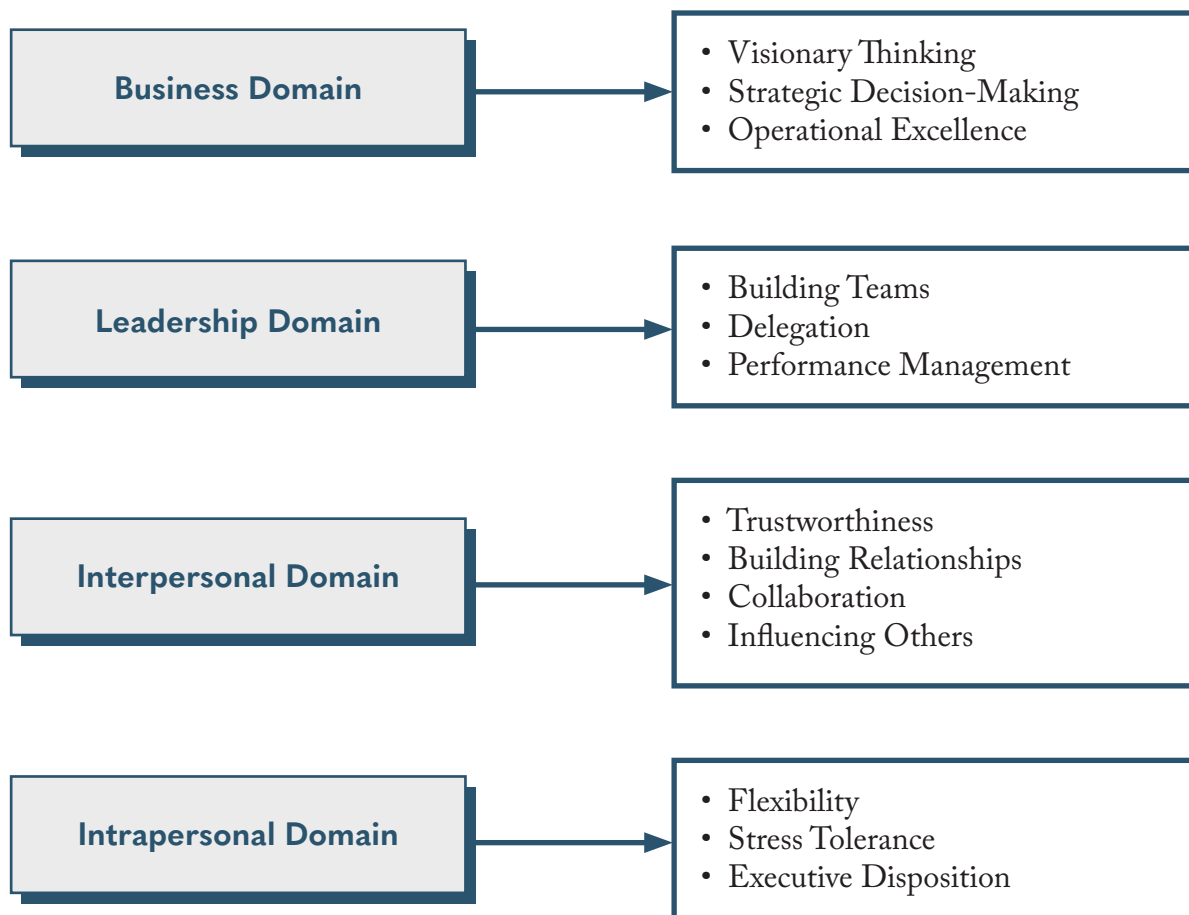 Business Domain
• Visionary Thinking
• Strategic Decision-Making
• Operational Excellence
Leadership Domain
• Building Teams
• Delegation
• Performance Management
Interpersonal Domain
• Trustworthiness
• Building Relationships
• Collaboration
• Influencing Others
Intrapersonal Domain
• Flexibility
• Stress Tolerance
• Executive Disposition